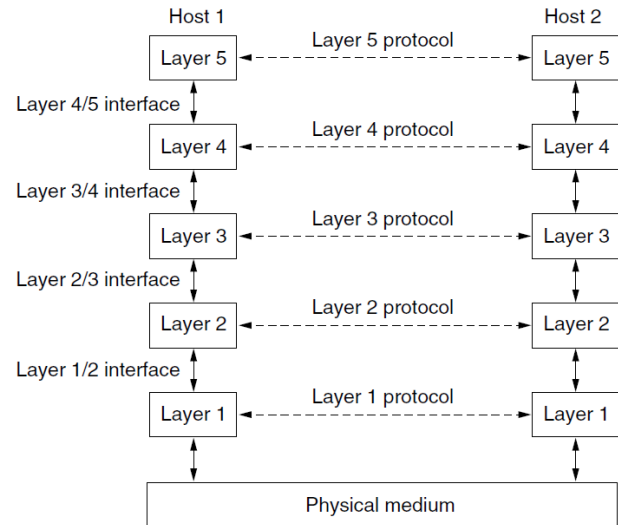 Host 1
Host 2
Layer 5 protocol
Layer 5
Layer 5
Layer 4/5 interface
Layer 4 protocol
Layer 4
Layer 4
Layer 3/4 interface
Layer 3 protocol
Layer 3
Layer 3
Layer 2/3 interface
Layer 2 protocol
Layer 2
Layer 2
Layer 1/2 interface
Layer 1 protocol
Layer 1
Layer 1
Physical medium